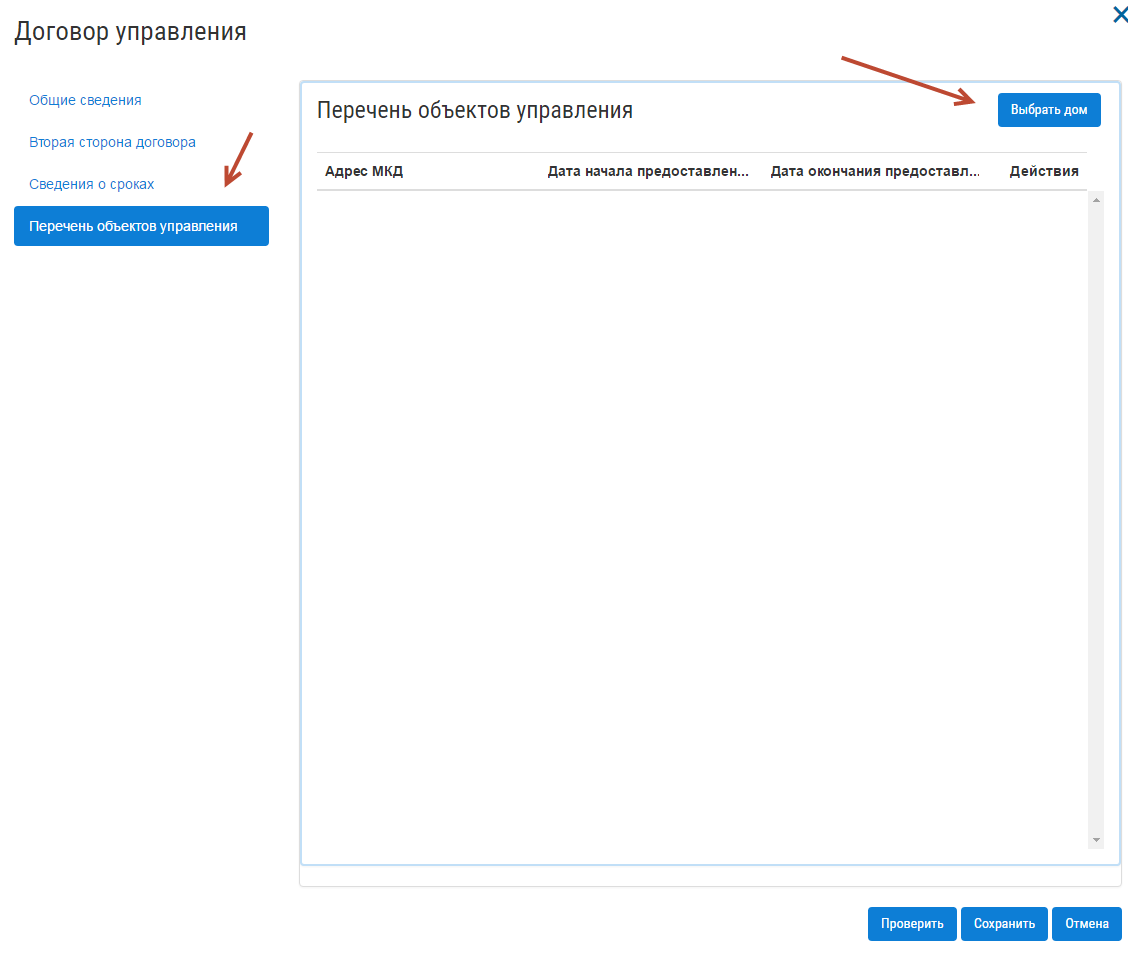 Договор управления
Общие сведения
Вторая сторона договора
Сведения о сроках
Перечень объектов управления
Перечень объектов управления
Выбрать дом
Адрес МКД Дата начала предоставлен... Дата окончания предоставл... Действия
Проверить Сохранить Отмена